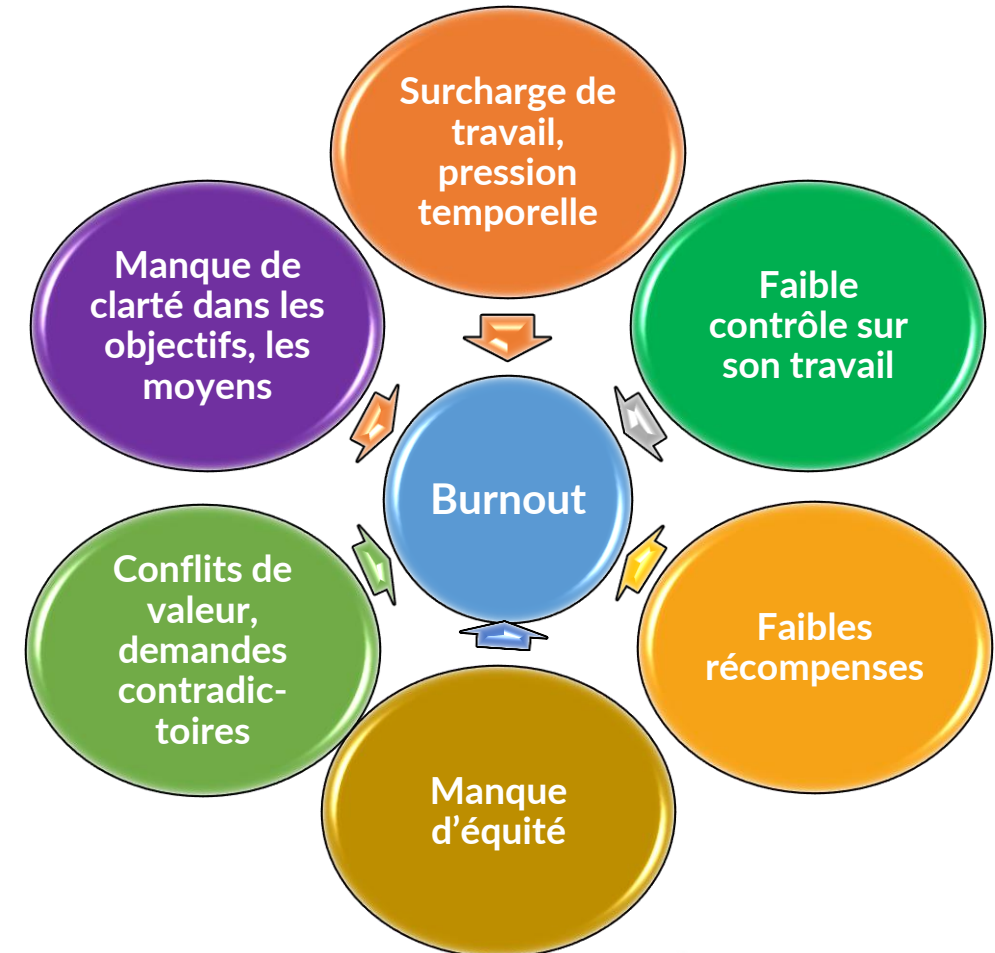 Surcharge de
travail,
pression
temporelle
Manque de
clarté dans les
objectifs, les
moyens
Faible
contrôle sur
son travail
Burnout
Conflits de
valeur,
demandes
contradic-
toires
Faibles
récompenses
Manque
d’équité